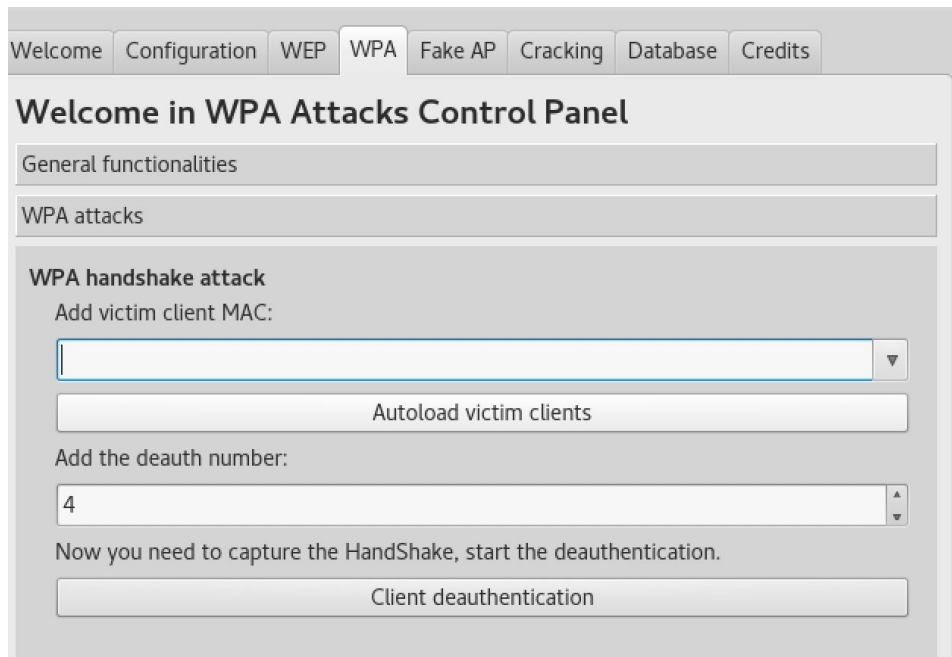 Welcome Configuration WEP WPA Fake AP Cracking Database Credits
Welcome in WPA Attacks Control Panel
General functionalities
WPA attacks
WPA handshake attack
Add victim client MAC:
Autoload victim clients
Add the deauth number:
4
Now you need to capture the HandShake, start the deauthentication.
Client deauthentication